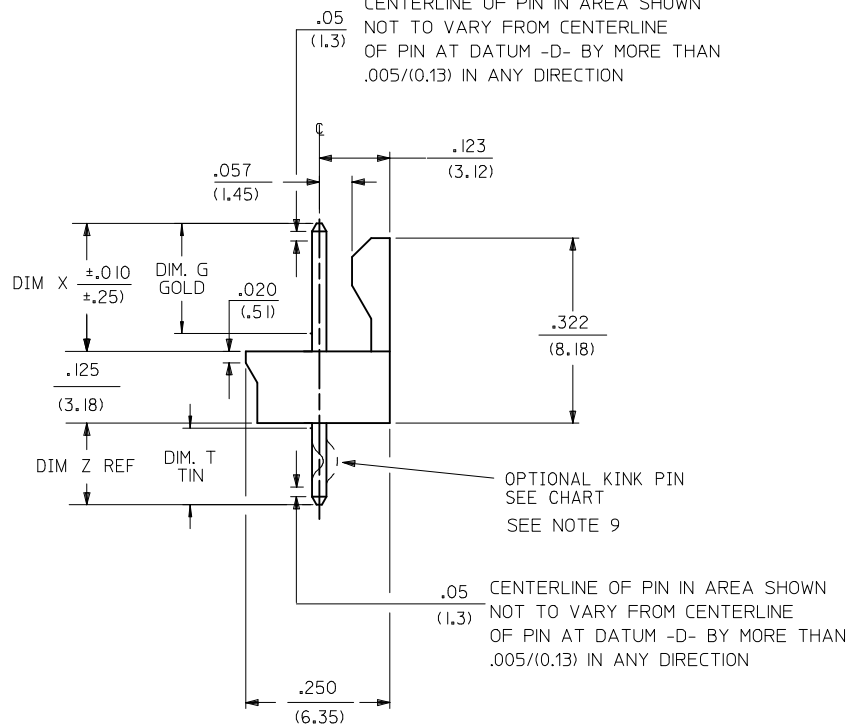 CENTERLINE OF PIN IN AREA SHOWN
NOT TO VARY FROM CENTERLINE
OF PIN AT DATUM -D- BY MORE THAN
.005/(0.13) IN ANY DIRECTION
.05
(1.3)
℄
.123
(3.12)
.057
(1.45)
DIM X ±.010
±.25)
DIM. G
GOLD
.020
(.51)
.322
(8.18)
.125
(3.18)
DIM Z REF
DIM. T
TIN
OPTIONAL KINK PIN
SEE CHART
SEE NOTE 9
.05
(1.3)
CENTERLINE OF PIN IN AREA SHOWN
NOT TO VARY FROM CENTERLINE
OF PIN AT DATUM -D- BY MORE THAN
.005/(0.13) IN ANY DIRECTION
.250
(6.35)